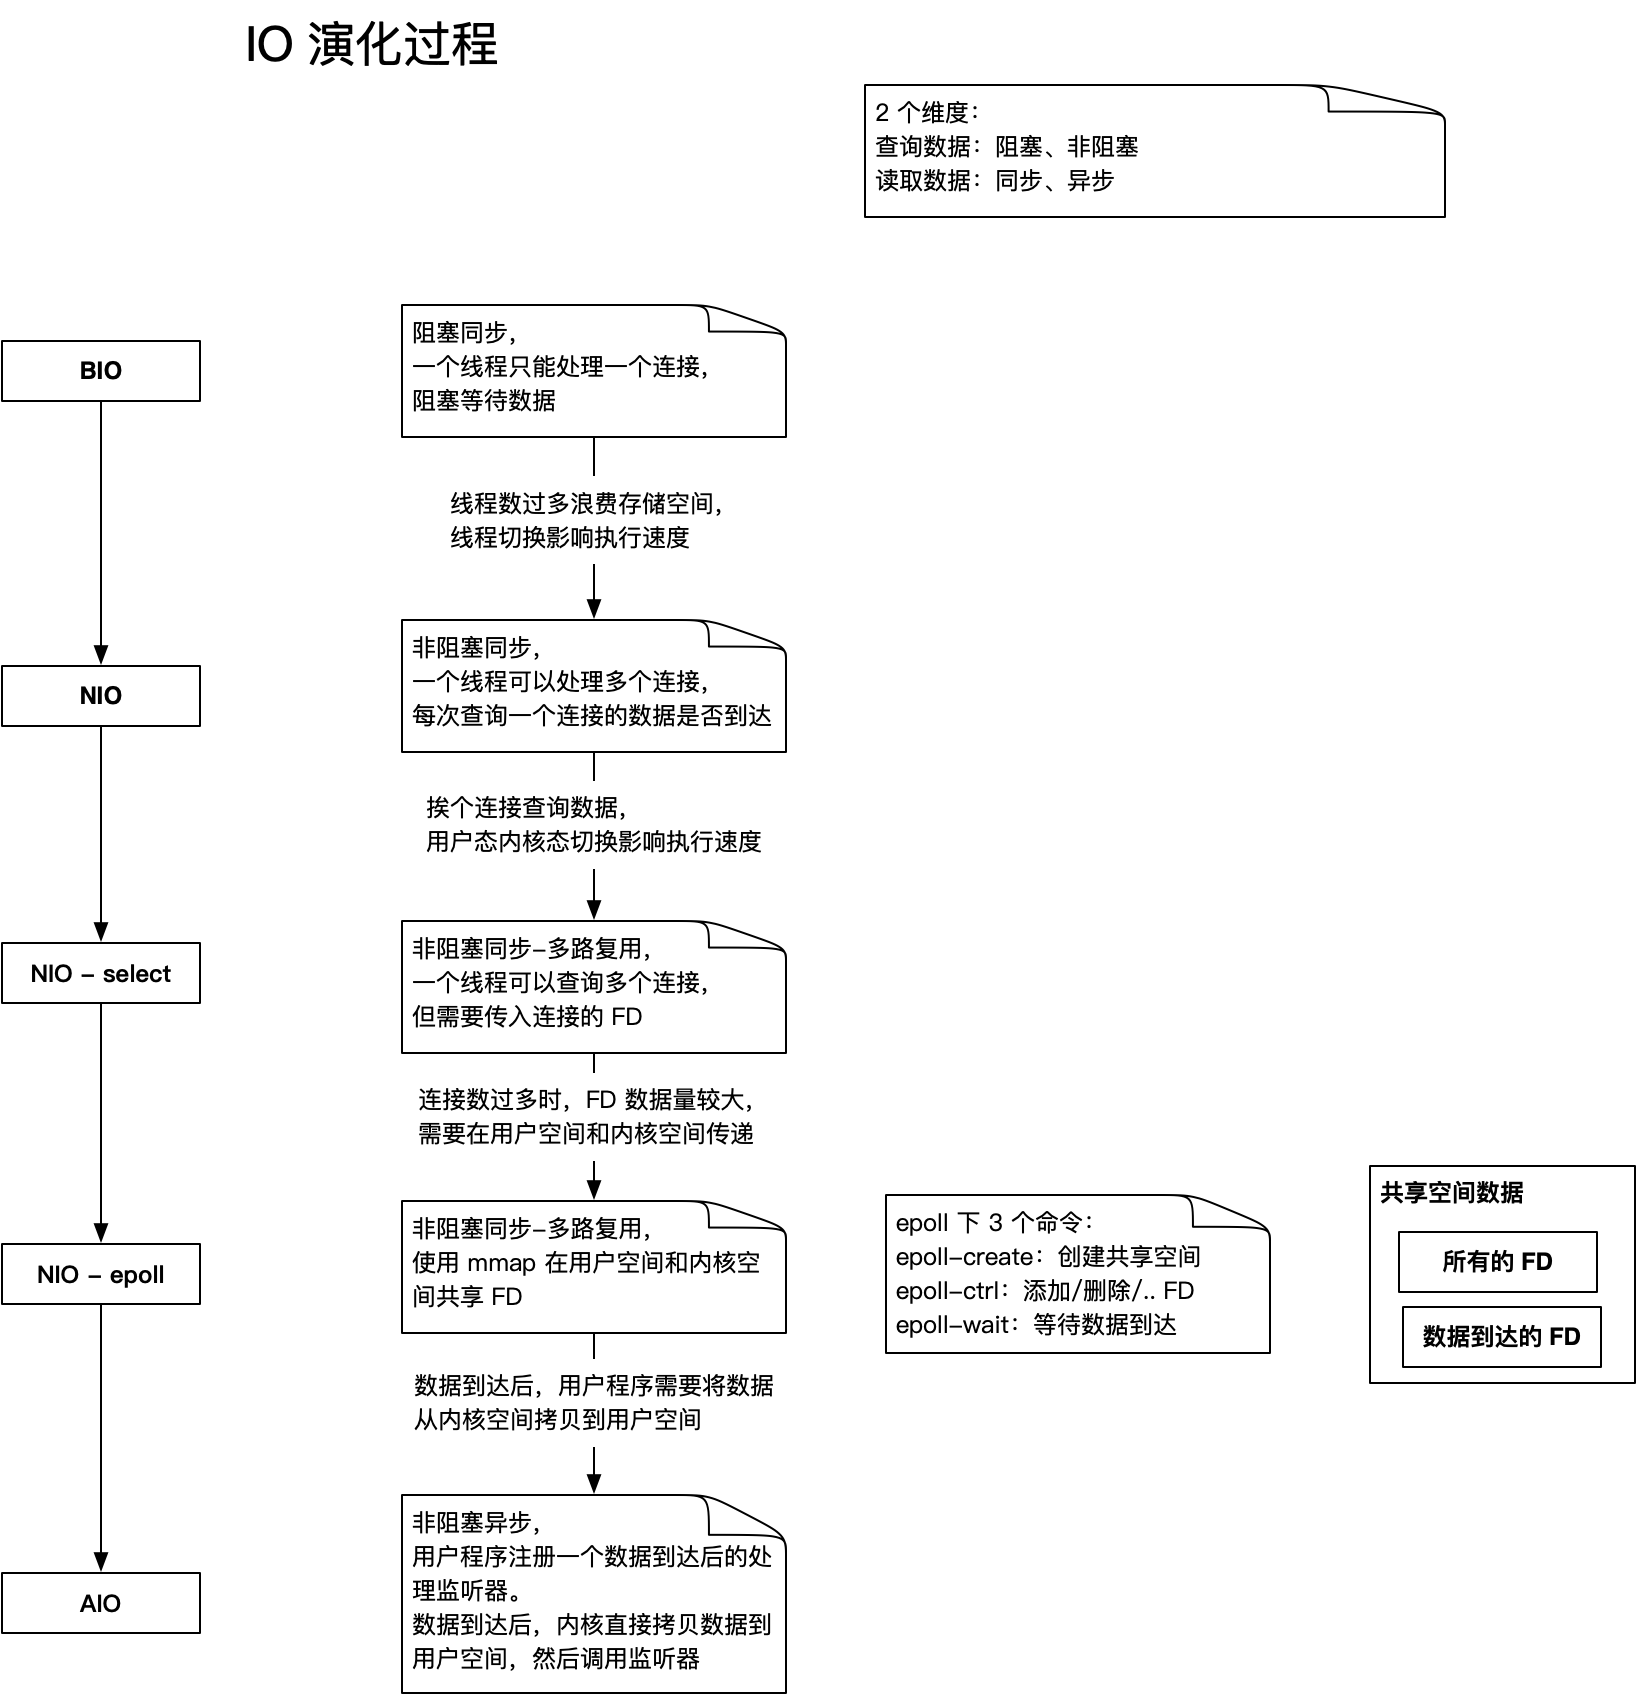 IO 演化过程
2 个维度：
查询数据：阻塞、非阻塞
读取数据：同步、异步
BIO
阻塞同步，
一个线程只能处理一个连接，
阻塞等待数据
线程数过多浪费存储空间，
线程切换影响执行速度
NIO
非阻塞同步，
一个线程可以处理多个连接，
每次查询一个连接的数据是否到达
挨个连接查询数据，
用户态内核态切换影响执行速度
NIO – select
非阻塞同步–多路复用，
一个线程可以查询多个连接，
但需要传入连接的 FD
连接数过多时，FD 数据量较大，
需要在用户空间和内核空间传递
NIO – epoll
非阻塞同步–多路复用，
使用 mmap 在用户空间和内核空
间共享 FD
epoll 下 3 个命令：
epoll–create：创建共享空间
epoll–ctrl：添加/删除/.. FD
epoll–wait：等待数据到达
共享空间数据
所有的 FD
数据到达的 FD
数据到达后，用户程序需要将数据
从内核空间拷贝到用户空间
AIO
非阻塞异步，
用户程序注册一个数据到达后的处
理监听器。
数据到达后，内核直接拷贝数据到
用户空间，然后调用监听器